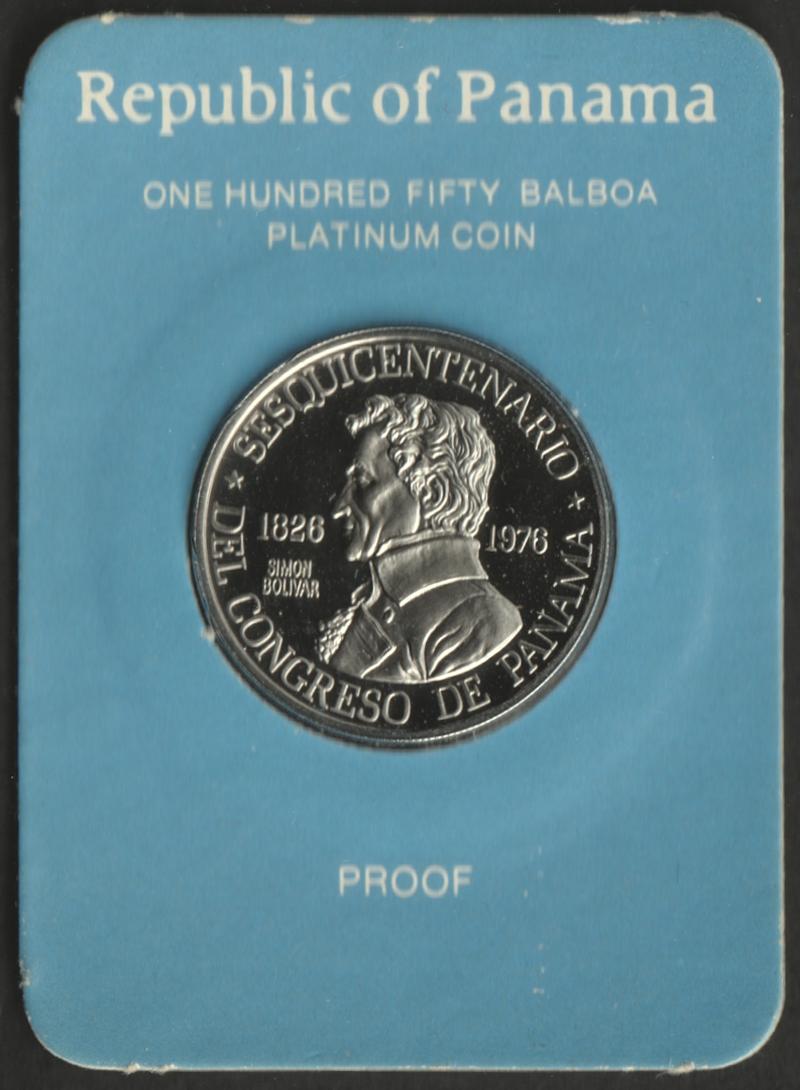 Republic of Panama
ONE HUNDRED FIFTY BALBOA
PLATINUM COIN
★ SESQUICENTENARIO ★
DEL CONGRESO DE PANAMA
1826
1976
SIMON
BOLIVAR
PROOF